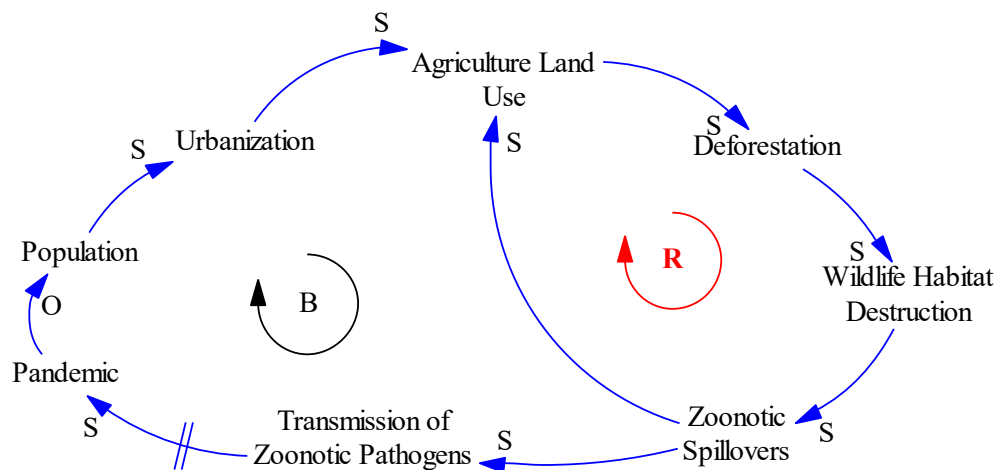 S
Agriculture Land
Use
S
Urbanization
S
S
Deforestation
S
Population
O
B
R
S
Wildlife Habitat
Destruction
Pandemic
S
Transmission of
Zoonotic Pathogens
S
Zoonotic
Spillovers
S